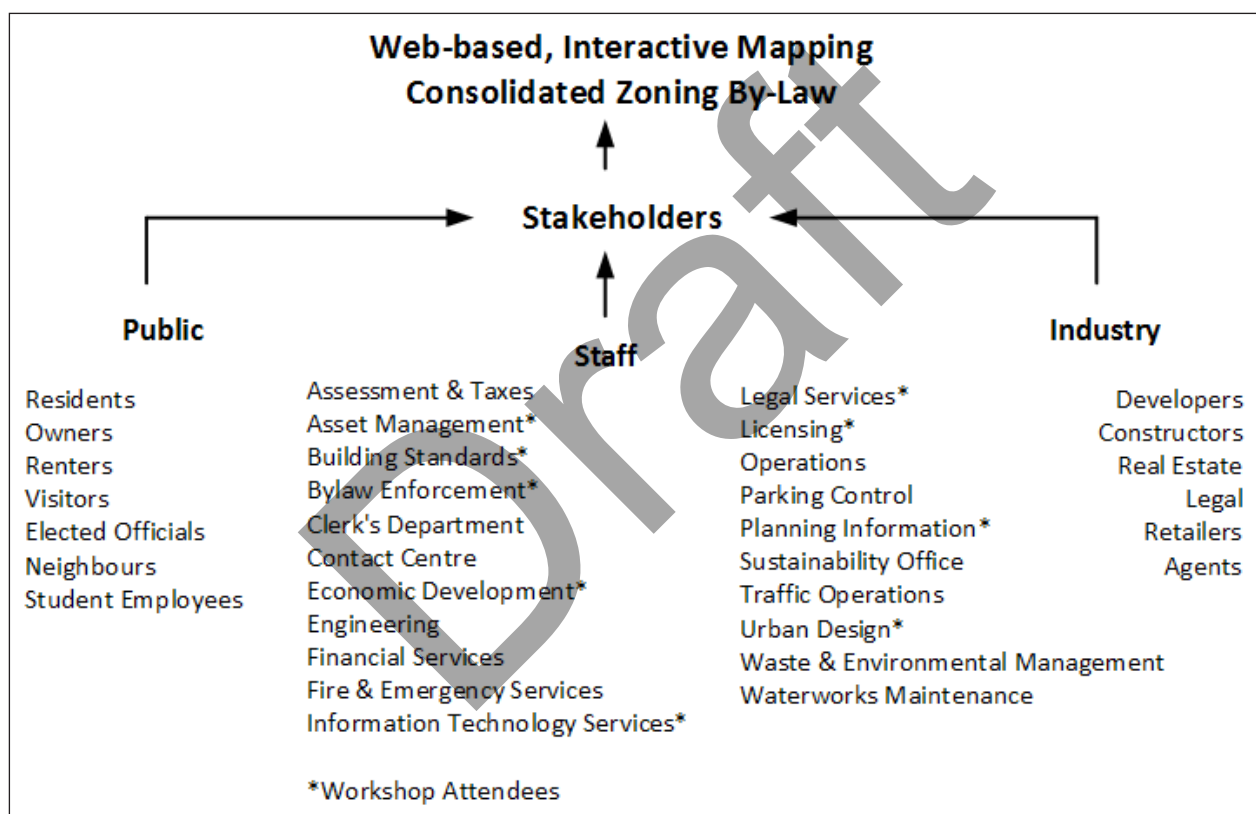 Web-based, Interactive Mapping
Consolidated Zoning By-Law
Stakeholders
Public
Residents
Owners
Renters
Visitors
Elected Officials
Neighbours
Student Employees
Staff
Assessment & Taxes
Asset Management*
Building Standards*
Bylaw Enforcement*
Clerk's Department
Contact Centre
Economic Development*
Engineering
Financial Services
Fire & Emergency Services
Information Technology Services*
Legal Services*
Licensing*
Operations
Parking Control
Planning Information*
Sustainability Office
Traffic Operations
Urban Design*
Waste & Environmental Management
Waterworks Maintenance
Industry
Developers
Constructors
Real Estate
Legal
Retailers
Agents
*Workshop Attendees
Draft